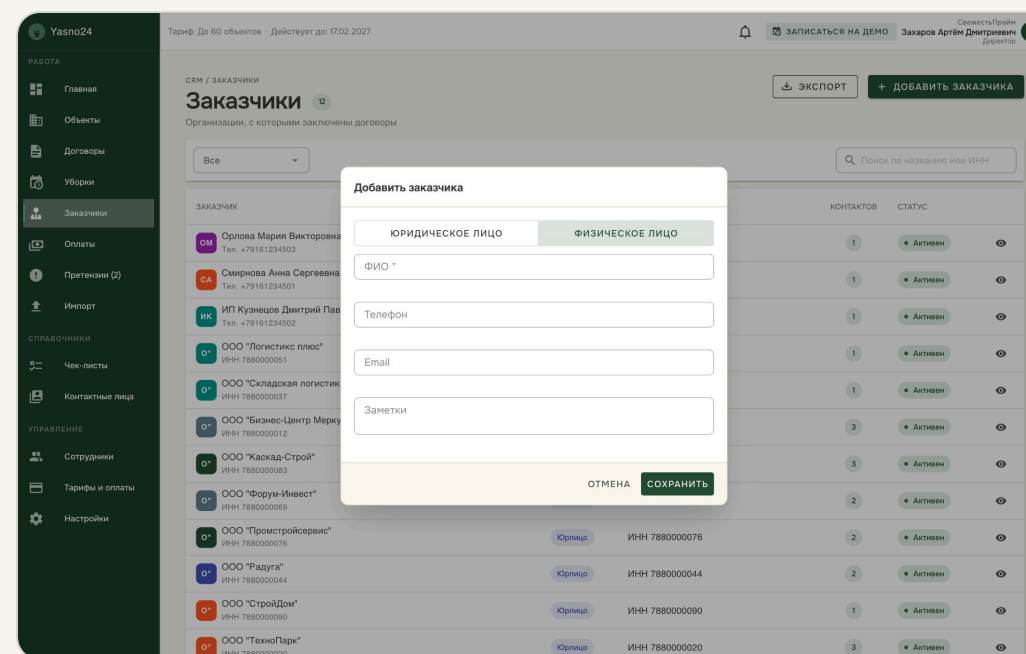 y Yasno24
Тариф: До 60 объектов · Действует до: 17.02.2027
ЗАПИСАТЬСЯ НА ДЕМО
СвежестьПрайм
Захаров Артём Дмитриевич
Директор
РАБОТА
Главная
Объекты
Договоры
Уборки
Заказчики
Оплаты
Претензии (2)
Импорт
СПРАВОЧНИКИ
Чек-листы
Контактные лица
УПРАВЛЕНИЕ
Сотрудники
Тарифы и оплаты
Настройки
CRM / ЗАКАЗЧИКИ
Заказчики 12
Организации, с которыми заключены договоры
ЭКСПОРТ
+ ДОБАВИТЬ ЗАКАЗЧИКА
Все
Поиск по названию или ИНН
ЗАКАЗЧИК
КОНТАКТОВ СТАТУС
ОМ Орлова Мария Викторовна
Тел. +79161234503
1 Активен
СА Смирнова Анна Сергеевна
Тел. +79161234501
1 Активен
ИК ИП Кузнецов Дмитрий Пав
Тел. +79161234502
1 Активен
О" ООО "Логистикс плюс"
ИНН 7880000051
1 Активен
О" ООО "Складская логистик
ИНН 7880000037
1 Активен
О" ООО "Бизнес-Центр Мерку
ИНН 7880000012
3 Активен
О" ООО "Каскад-Строй"
ИНН 7880000083
3 Активен
О" ООО "Форум-Инвест"
ИНН 7880000069
2 Активен
О" ООО "Промстройсервис"
ИНН 7880000076
Юрлицо ИНН 7880000076 2 Активен
О" ООО "Радуга"
ИНН 7880000044
Юрлицо ИНН 7880000044 2 Активен
О" ООО "СтройДом"
ИНН 7880000090
Юрлицо ИНН 7880000090 1 Активен
О" ООО "ТехноПарк"
ИНН 7880000020
Юрлицо ИНН 7880000020 3 Активен
Добавить заказчика
ЮРИДИЧЕСКОЕ ЛИЦО
ФИЗИЧЕСКОЕ ЛИЦО
ФИО *
Телефон
Email
Заметки
ОТМЕНА
СОХРАНИТЬ